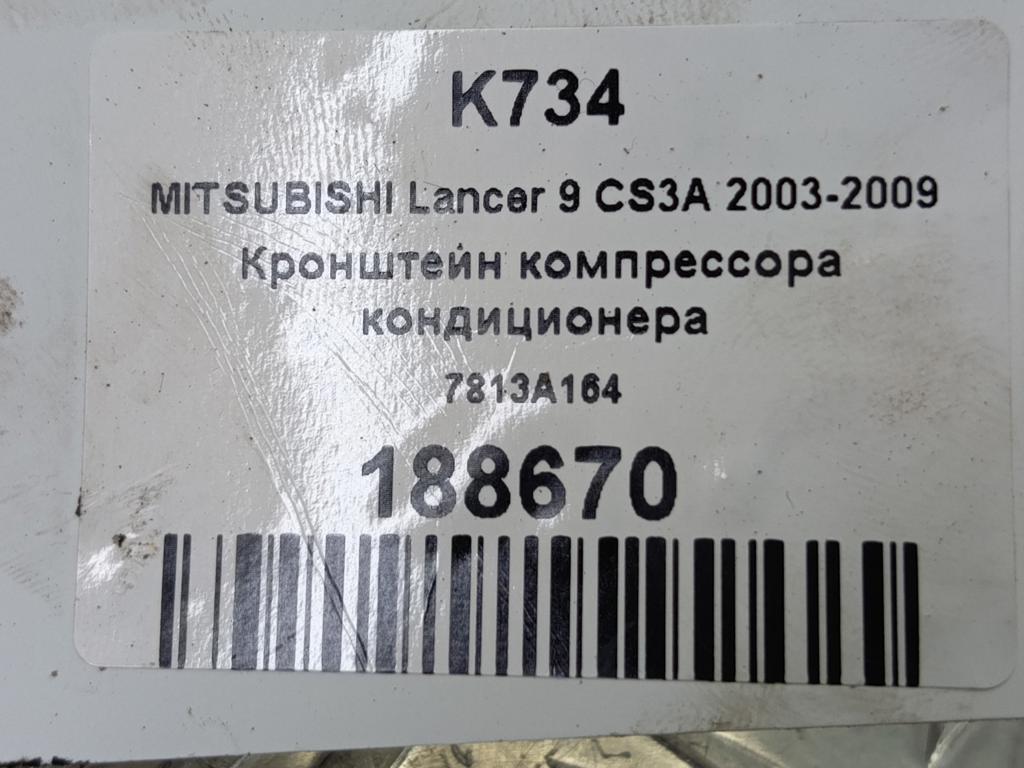 K734
MITSUBISHI Lancer 9 CS3A 2003-2009
Кронштейн компрессора
кондиционера
7813A164
188670